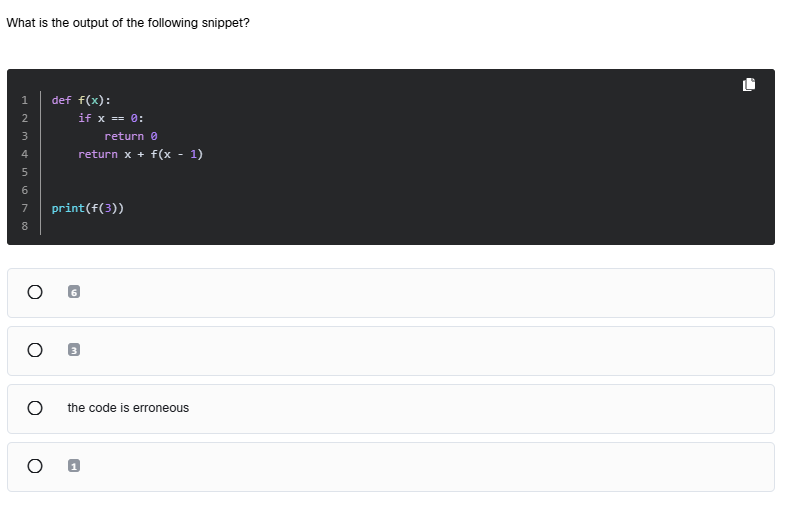 What is the output of the following snippet?
1 def f(x):
2     if x == 0:
3         return 0
4     return x + f(x - 1)
5
6
7 print(f(3))
8
6
3
the code is erroneous
1